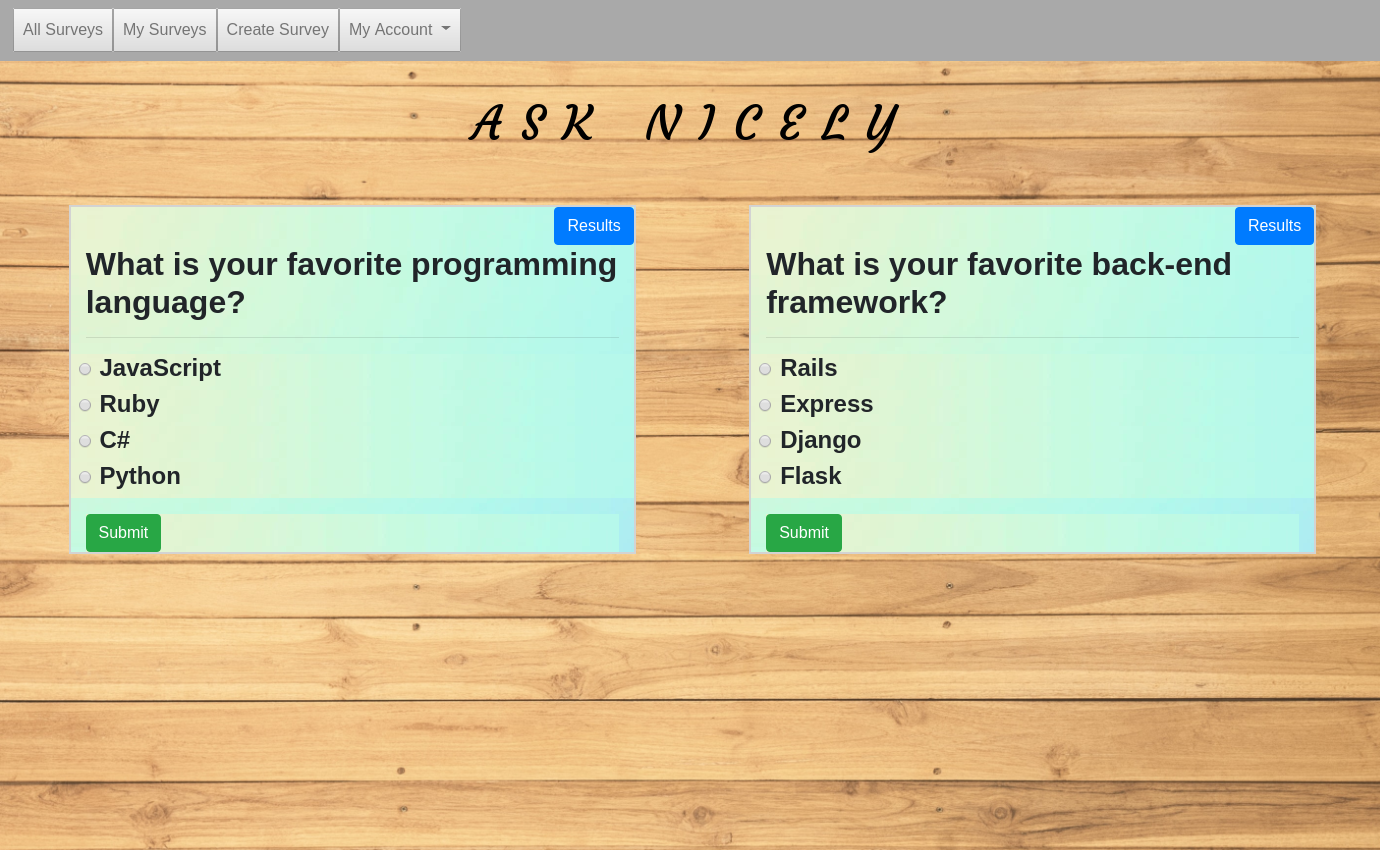 All Surveys My Surveys Create Survey My Account
ASK NICELY
Results
What is your favorite programming
language?
JavaScript
Ruby
C#
Python
Submit
Results
What is your favorite back-end
framework?
Rails
Express
Django
Flask
Submit